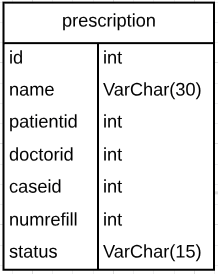 prescription
id int
name VarChar(30)
patientid int
doctorid int
caseid int
numrefill int
status VarChar(15)